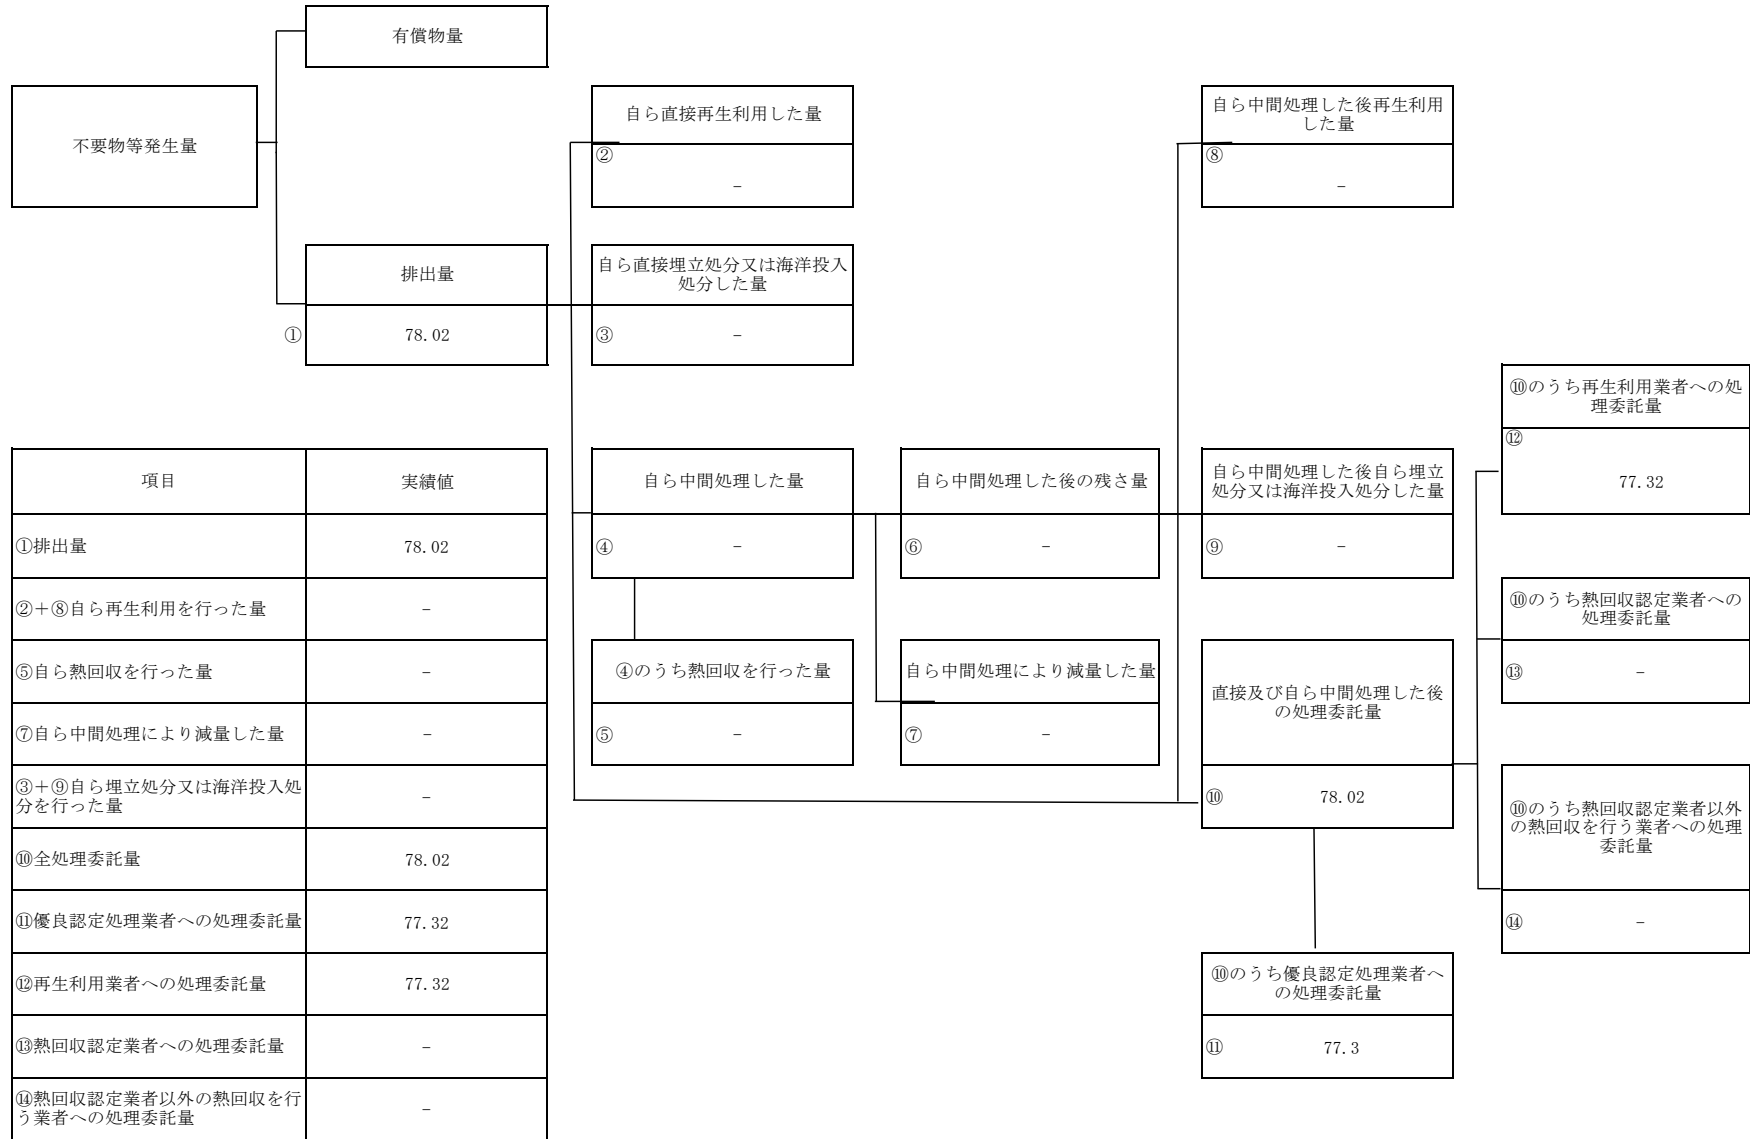 有償物量
不要物等発生量
自ら直接再生利用した量
②
－
自ら中間処理した後再生利用
した量
⑧
－
排出量
①
78.02
自ら直接埋立処分又は海洋投入
処分した量
③
－
⑩のうち再生利用業者への処
理委託量
⑫
77.32
項目
実績値
①排出量
78.02
②＋⑧自ら再生利用を行った量
－
⑤自ら熱回収を行った量
－
⑦自ら中間処理により減量した量
－
③＋⑨自ら埋立処分又は海洋投入処
分を行った量
－
⑩全処理委託量
78.02
⑪優良認定処理業者への処理委託量
77.32
⑫再生利用業者への処理委託量
77.32
⑬熱回収認定業者への処理委託量
－
⑭熱回収認定業者以外の熱回収を行
う業者への処理委託量
－
自ら中間処理した量
④
－
自ら中間処理した後の残さ量
⑥
－
自ら中間処理した後自ら埋立
処分又は海洋投入処分した量
⑨
－
④のうち熱回収を行った量
⑤
－
自ら中間処理により減量した量
⑦
－
直接及び自ら中間処理した後
の処理委託量
⑩
78.02
⑩のうち熱回収認定業者への
処理委託量
⑬
－
⑩のうち熱回収認定業者以外
の熱回収を行う業者への処理
委託量
⑭
－
⑩のうち優良認定処理業者へ
の処理委託量
⑪
77.3